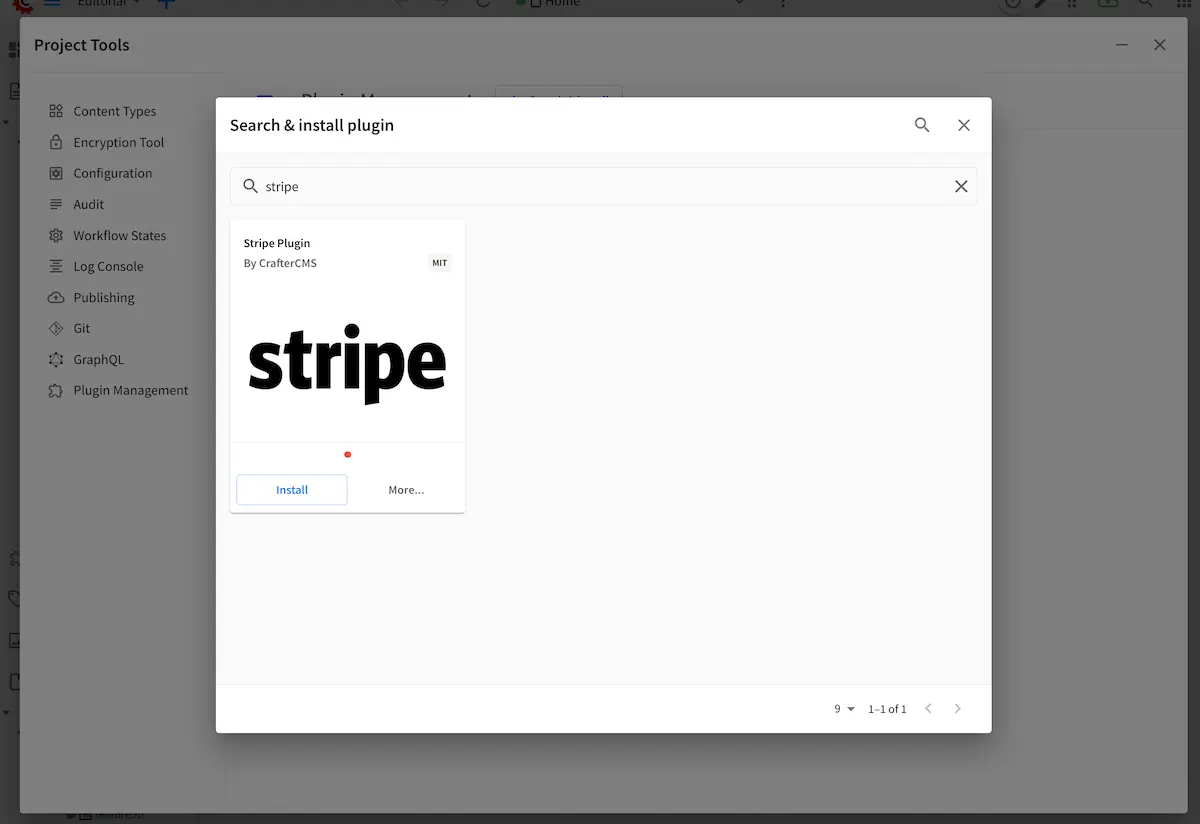 Editorial
Home
Project Tools
Content Types
Encryption Tool
Configuration
Audit
Workflow States
Log Console
Publishing
Git
GraphQL
Plugin Management
Search & install plugin
stripe
Stripe Plugin
By CrafterCMS
MIT
stripe
Install
More...
9
1–1 of 1